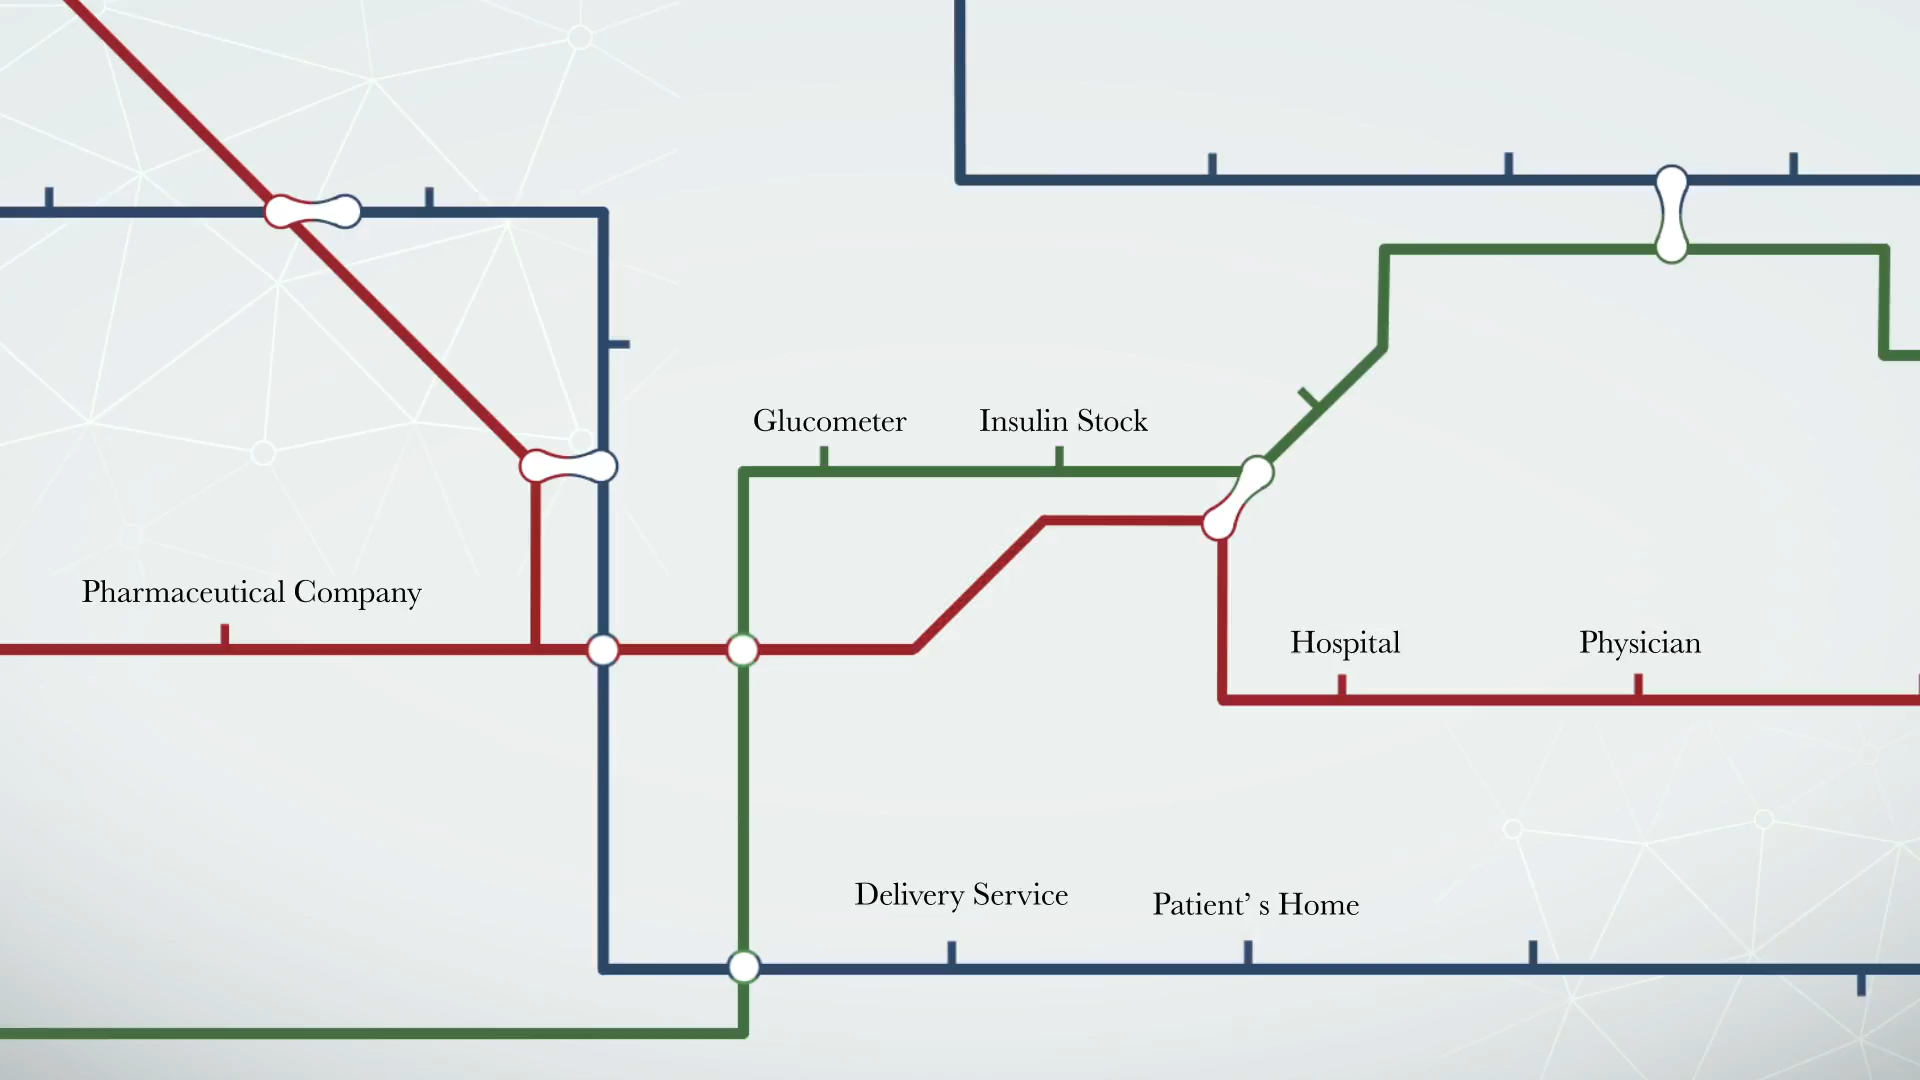 Glucometer
Insulin Stock
Pharmaceutical Company
Hospital
Physician
Delivery Service
Patient’ s Home